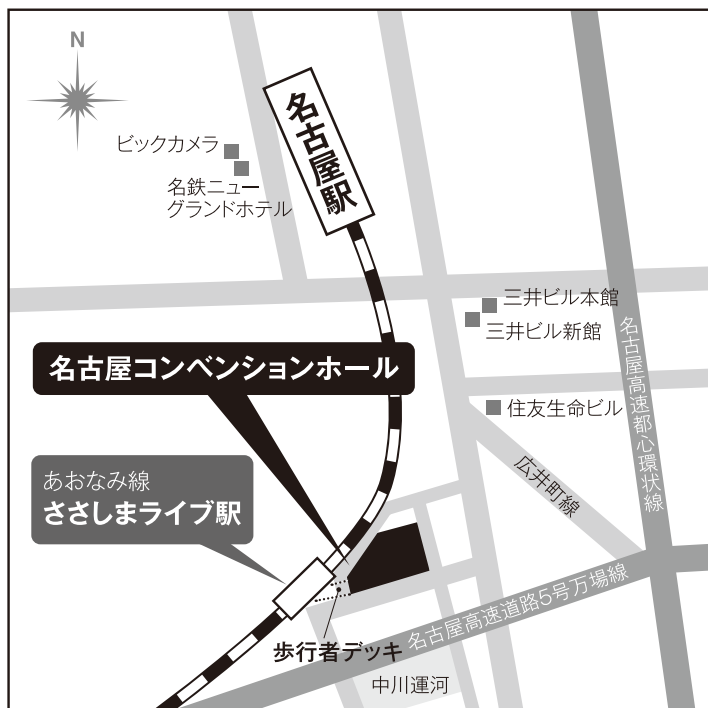 N
名古屋駅
ビックカメラ
名鉄ニュー
グランドホテル
三井ビル本館
三井ビル新館
名古屋高速都心環状線
名古屋コンベンションホール
住友生命ビル
広井町線
あおなみ線
ささしまライブ駅
名古屋高速道路5号万場線
歩行者デッキ
中川運河